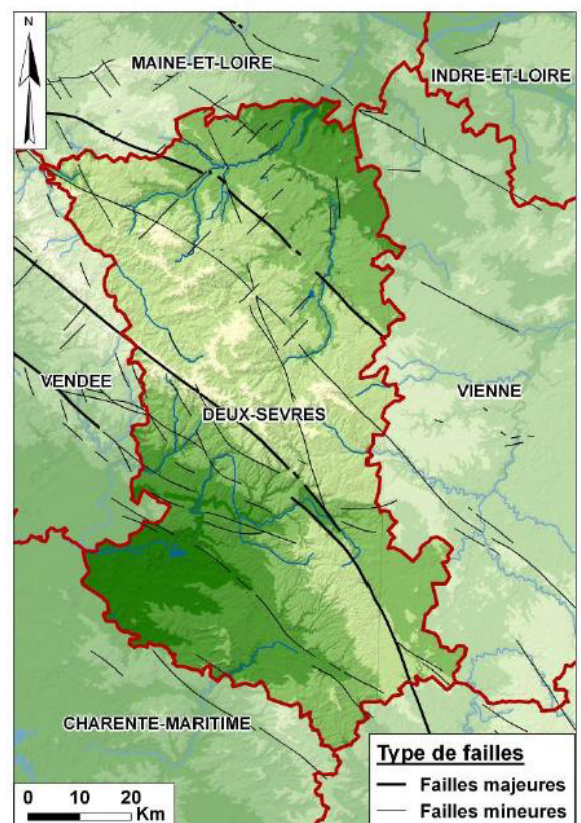 N
MAINE-ET-LOIRE
INDRE-ET-LOIRE
VENDEE
VIENNE
DEUX-SEVRES
CHARENTE-MARITIME
Type de failles
Failles majeures
Failles mineures
0 10 20
Km